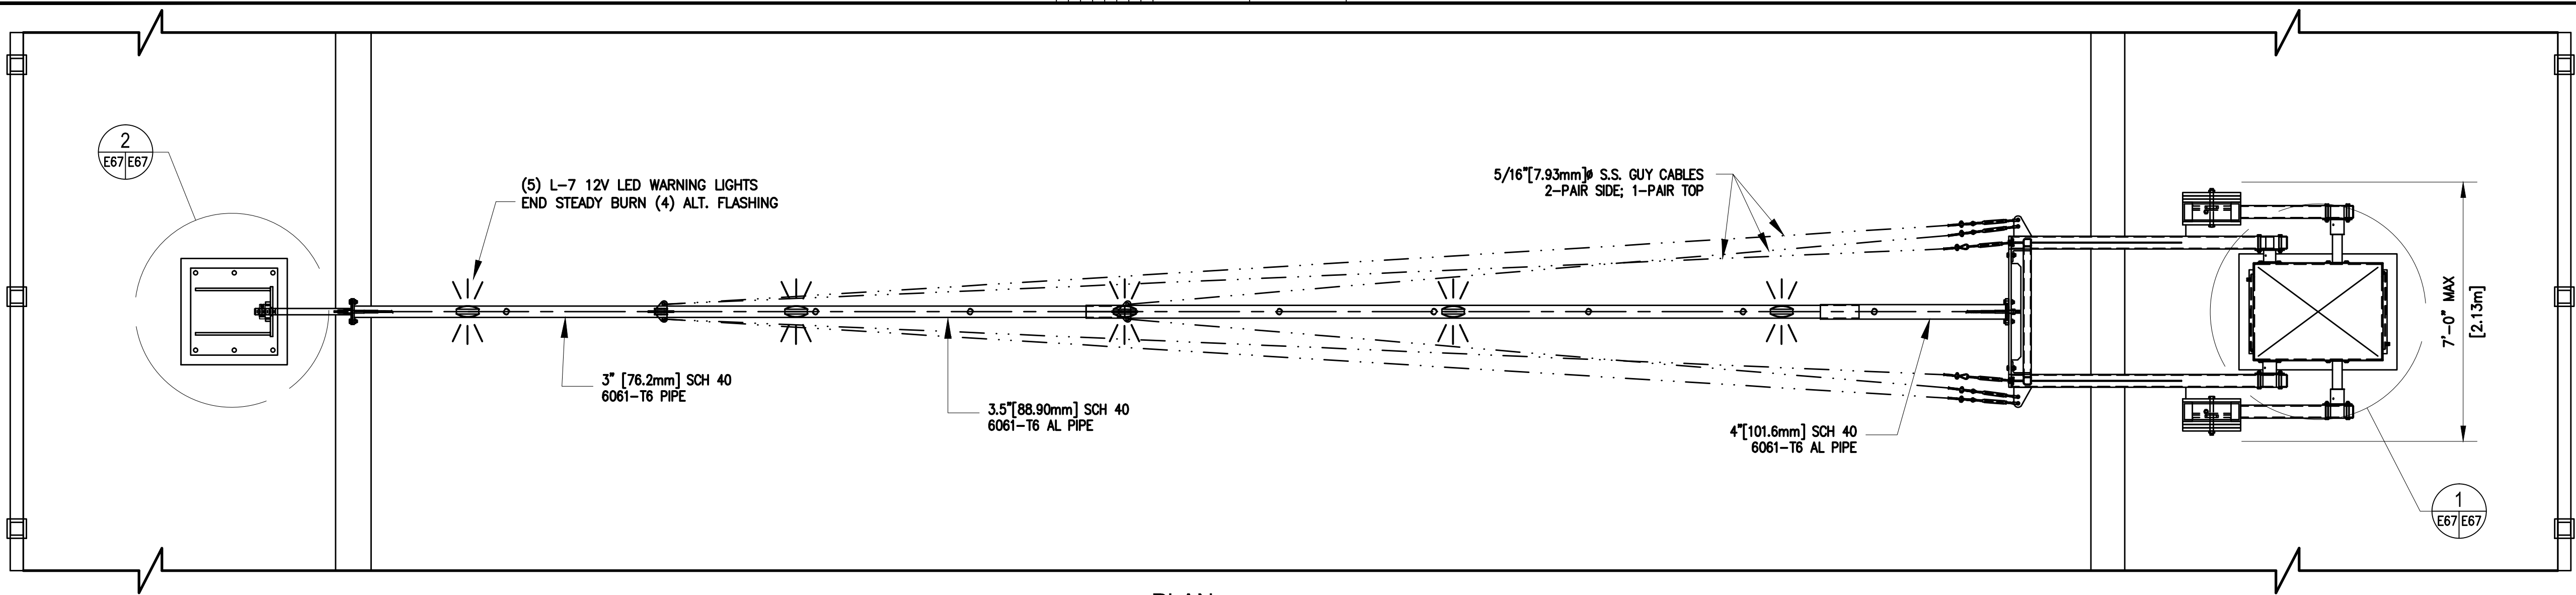 2
E67 E67
(5) L-7 12V LED WARNING LIGHTS
END STEADY BURN (4) ALT. FLASHING
5/16"[7.93mm]ø S.S. GUY CABLES
2-PAIR SIDE; 1-PAIR TOP
7'-0" MAX
[2.13m]
3" [76.2mm] SCH 40
6061-T6 PIPE
3.5"[88.90mm] SCH 40
6061-T6 AL PIPE
4"[101.6mm] SCH 40
6061-T6 AL PIPE
1
E67 E67
PLAN